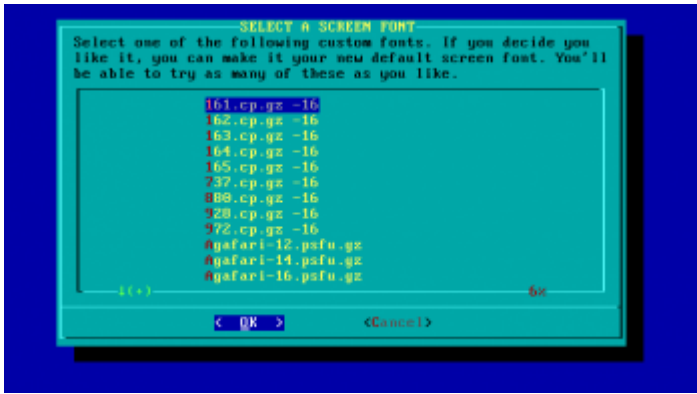 SELECT A SCREEN FONT
Select one of the following custom fonts. If you decide you
like it, you can make it your new default screen font. You'll
be able to try as many of these as you like.
161.cp.gz -16
162.cp.gz -16
163.cp.gz -16
164.cp.gz -16
165.cp.gz -16
737.cp.gz -16
880.cp.gz -16
928.cp.gz -16
972.cp.gz -16
Agafari-12.psfu.gz
Agafari-14.psfu.gz
Agafari-16.psfu.gz
↓(+) 6%
< OK > <Cancel>